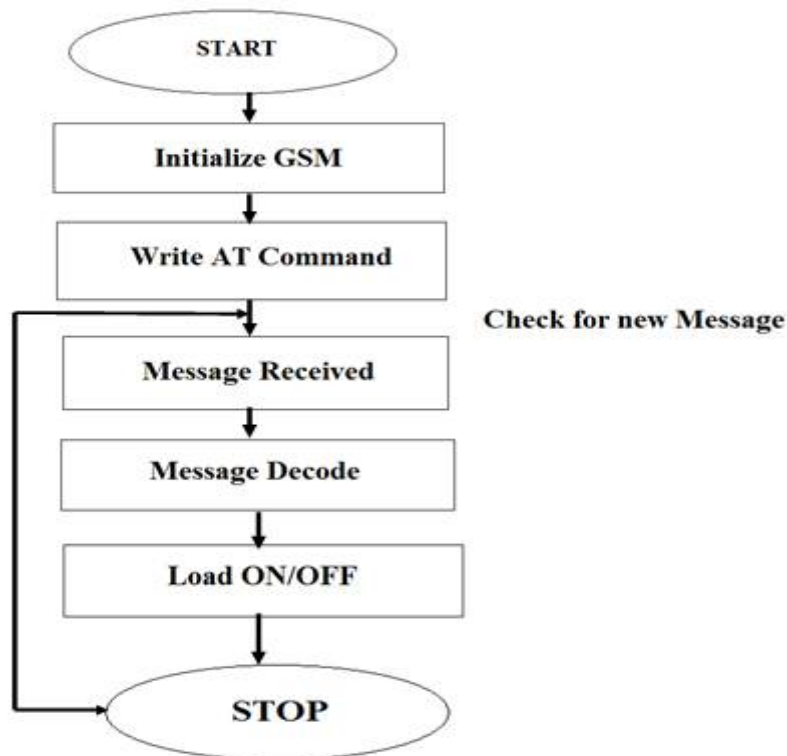 START
Initialize GSM
Write AT Command
Check for new Message
Message Received
Message Decode
Load ON/OFF
STOP